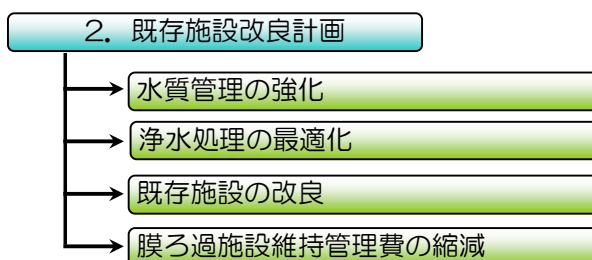 2．既存施設改良計画
水質管理の強化
浄水処理の最適化
既存施設の改良
膜ろ過施設維持管理費の縮減